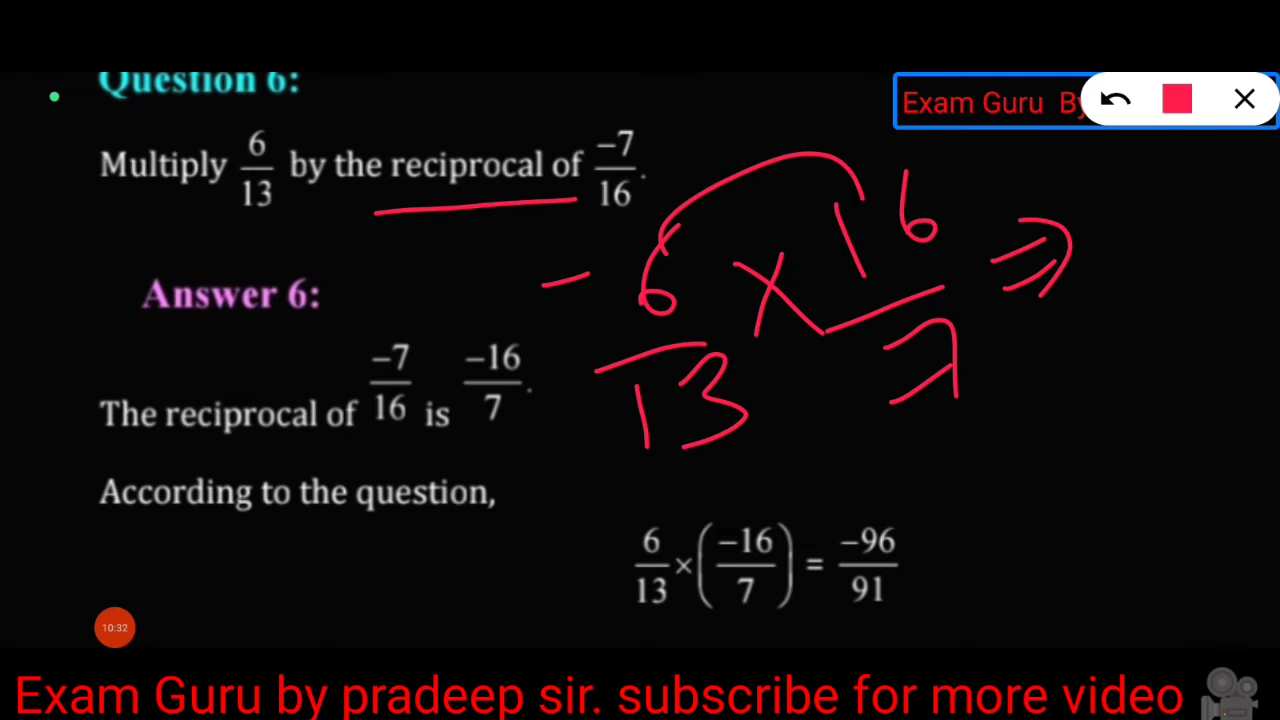 Question 6:
Exam Guru By
Multiply 6/13 by the reciprocal of −7/16.
Answer 6:
− 6/13 × 16/7 ⇒
The reciprocal of −7/16 is −16/7.
According to the question,
6/13 × (−16/7) = −96/91
10:32
Exam Guru by pradeep sir. subscribe for more video